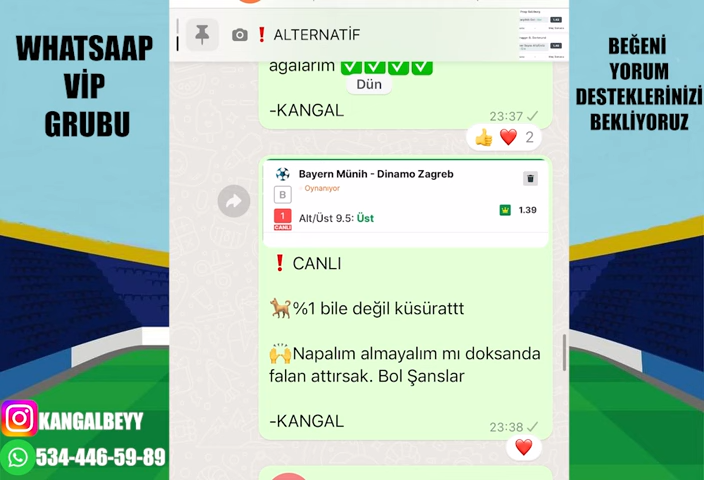 WHATSAAP
VİP
GRUBU
BEĞENİ
YORUM
DESTEKLERİNİZİ
BEKLİYORUZ
❗ ALTERNATİF
ağalarım ✅✅✅✅
Dün
-KANGAL
23:37
👍❤️ 2
Bayern Münih - Dinamo Zagreb
B
Oynanıyor
1
CANLI
Alt/Üst 9.5: Üst
1.39
❗ CANLI
🐕%1 bile değil küsürattt
🙌Napalım almayalım mı doksanda
falan attırsak. Bol Şanslar
-KANGAL
23:38
❤️
KANGALBEYY
534-446-59-89